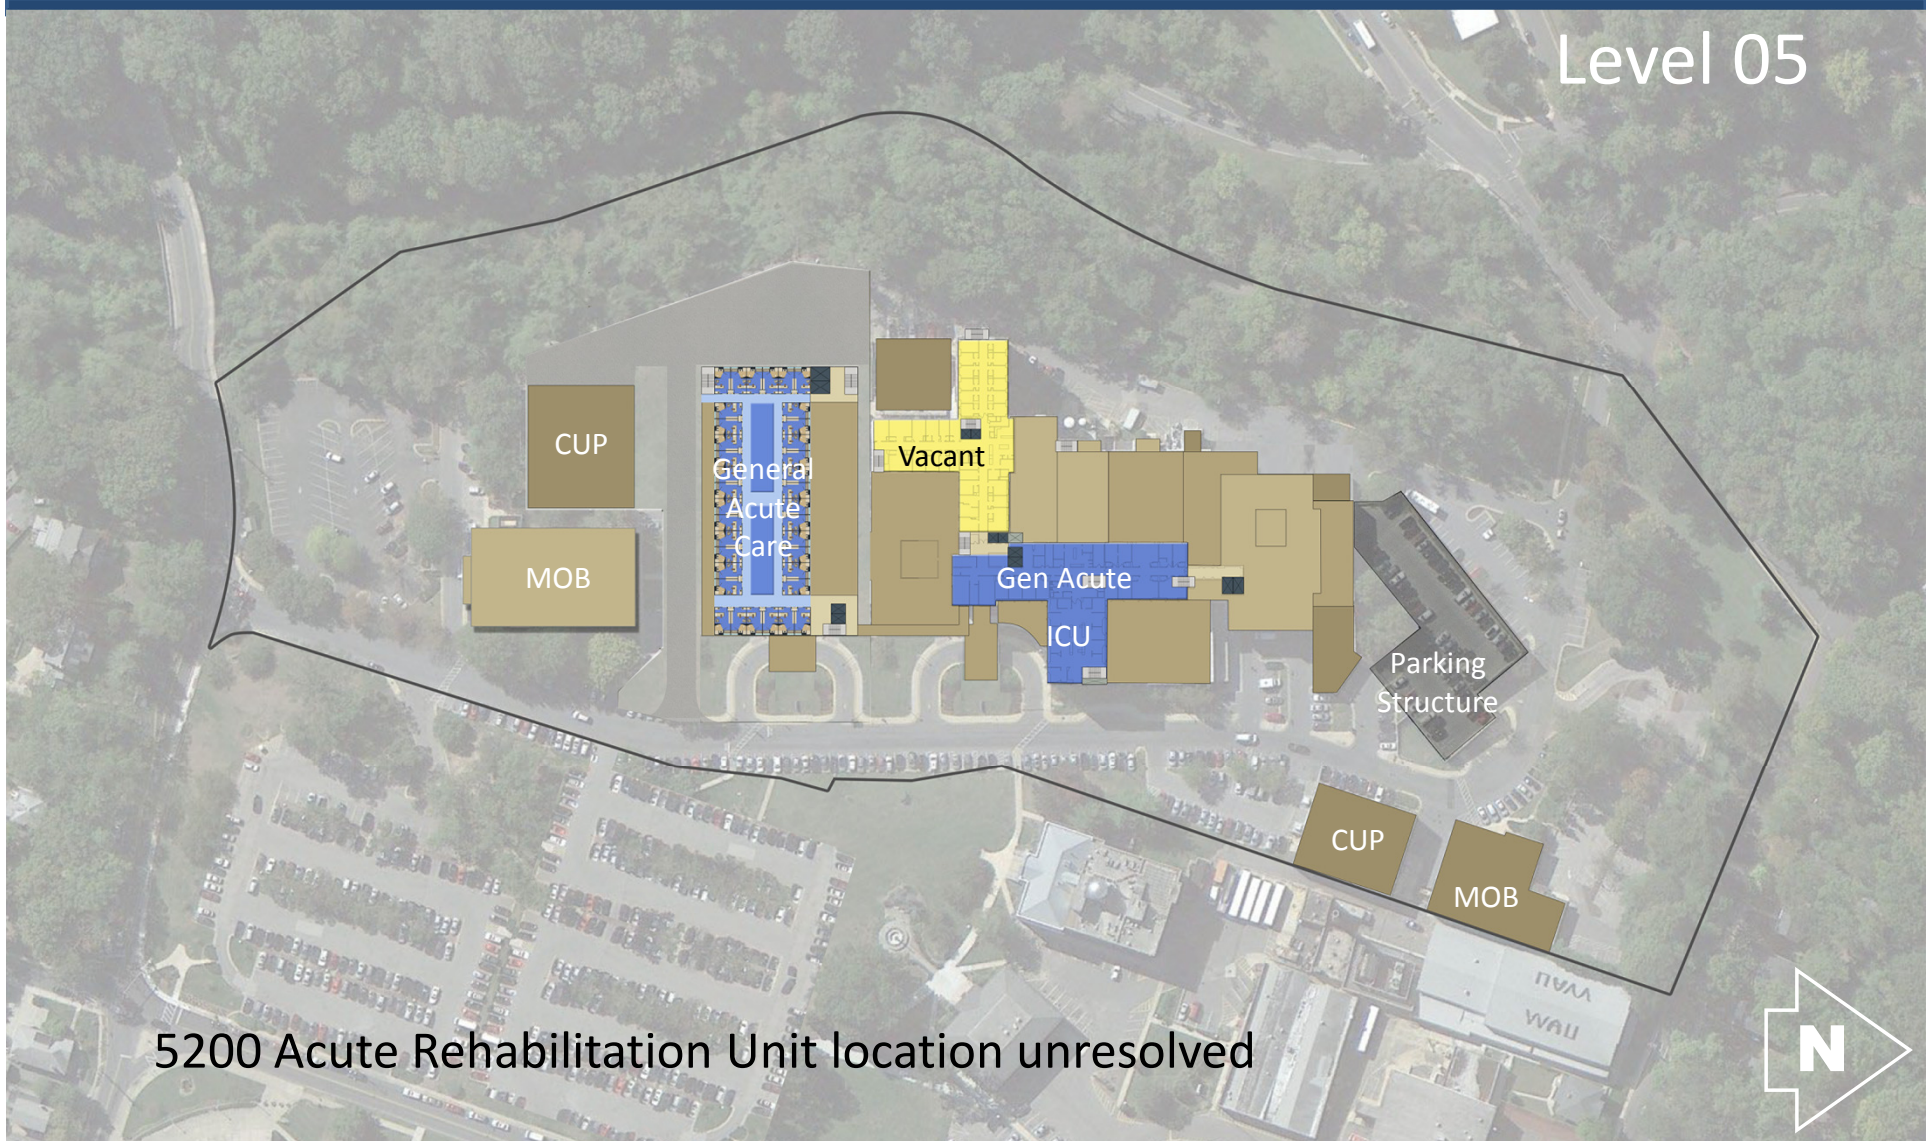 Level 05
CUP
MOB
General
Acute
Care
Vacant
Gen Acute
ICU
Parking
Structure
CUP
MOB
5200 Acute Rehabilitation Unit location unresolved
N